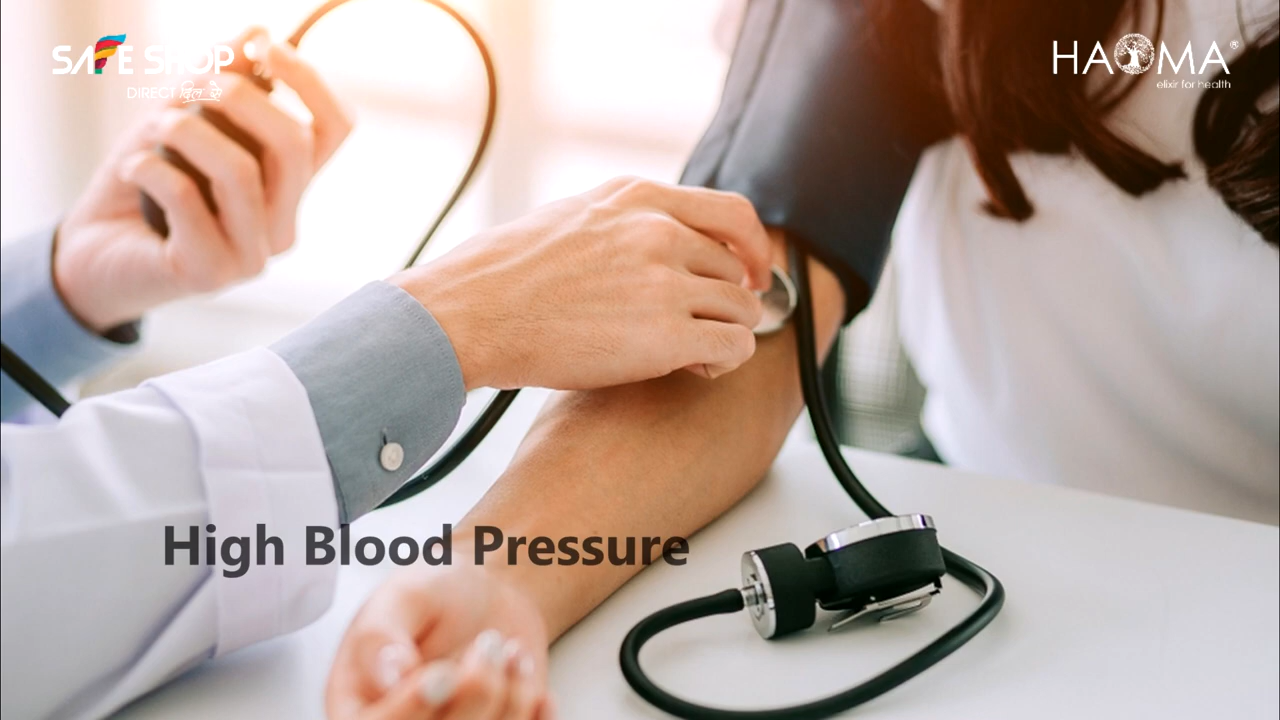 SAFE SHOP
DIRECT दिल से
HAOMA®
elixir for health
High Blood Pressure